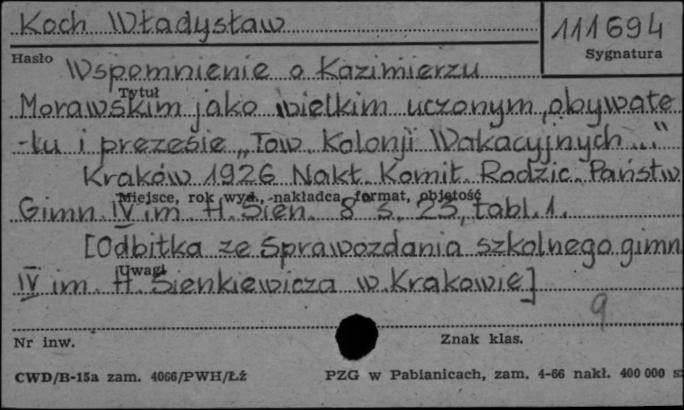 Koch Władysław
111694
Hasło
Sygnatura
Wspomnienie o Kazimierzu
Tytuł
Morawskim jako wielkim uczonym, obywate
-lu i prezesie „Tow. Kolonji Wakacyjnych..."
Kraków 1926 Nakł. Komit. Rodzic. Państw
Miejsce, rok wyd., nakładca, format, objętość
Gimn. IV im. H. Sien. 8° s. 23, tabl. 1.
[Odbitka ze Sprawozdania szkolnego gimn
Uwagi
IV im. H. Sienkiewicza w Krakowie]
9
Nr inw.
Znak klas.
CWD/B-15a zam. 4066/PWH/Łź
PZG w Pabianicach, zam. 4-66 nakł. 400 000 s